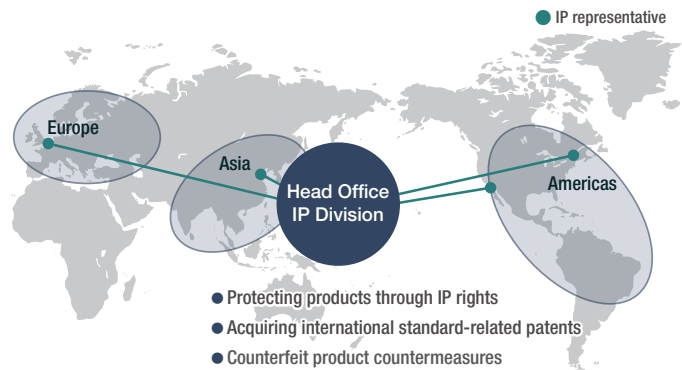 IP representative
Europe
Asia
Head Office
IP Division
Americas
Protecting products through IP rights
Acquiring international standard-related patents
Counterfeit product countermeasures